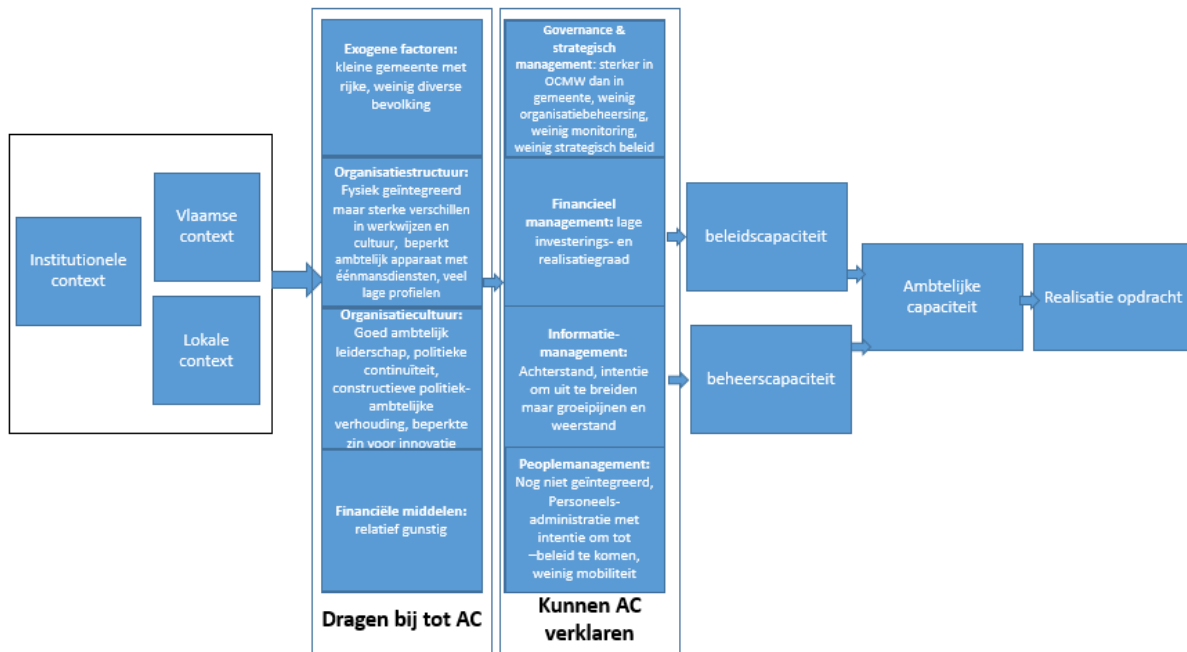 Institutionele
context
Vlaamse
context
Lokale
context
Exogene factoren:
kleine gemeente met
rijke, weinig diverse
bevolking
Organisatiestructuur:
Fysiek geïntegreerd
maar sterke verschillen
in werkwijzen en
cultuur, beperkt
ambtelijk apparaat met
éénmansdiensten, veel
lage profielen
Organisatiecultuur:
Goed ambtelijk
leiderschap, politieke
continuïteit,
constructieve politiek-
ambtelijke
verhouding, beperkte
zin voor innovatie
Financiële middelen:
relatief gunstig
Dragen bij tot AC
Governance &
strategisch
management: sterker in
OCMW dan in
gemeente, weinig
organisatiebeheersing,
weinig monitoring,
weinig strategisch beleid
Financieel
management: lage
investerings- en
realisatiegraad
Informatie-
management:
Achterstand, intentie
om uit te breiden
maar groeipijnen en
weerstand
Peoplemanagement:
Nog niet geïntegreerd,
Personeels-
administratie met
intentie om tot
–beleid te komen,
weinig mobiliteit
Kunnen AC
verklaren
beleidscapaciteit
beheerscapaciteit
Ambtelijke
capaciteit
Realisatie opdracht